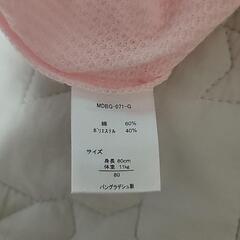 MDBG-071-G
綿 60%
ポリエステル 40%
サイズ
身長 80cm
体重 11kg
80
バングラデシュ製